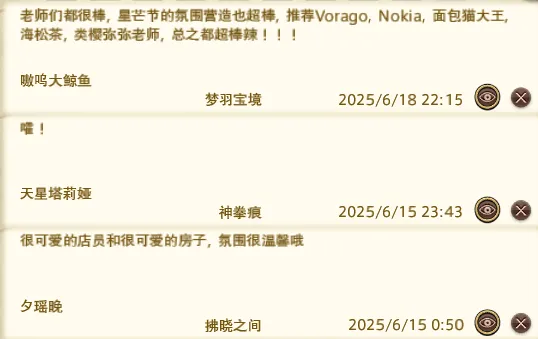 老师们都很棒，星芒节的氛围营造也超棒，推荐Vorago，Nokia，面包猫大王，
海松茶，类樱弥弥老师，总之都超棒辣！！！
嗷呜大鲸鱼
梦羽宝境 2025/6/18 22:15
嚯！
天星塔莉娅
神拳痕 2025/6/15 23:43
很可爱的店员和很可爱的房子，氛围很温馨哦
夕瑶晚
拂晓之间 2025/6/15 0:50